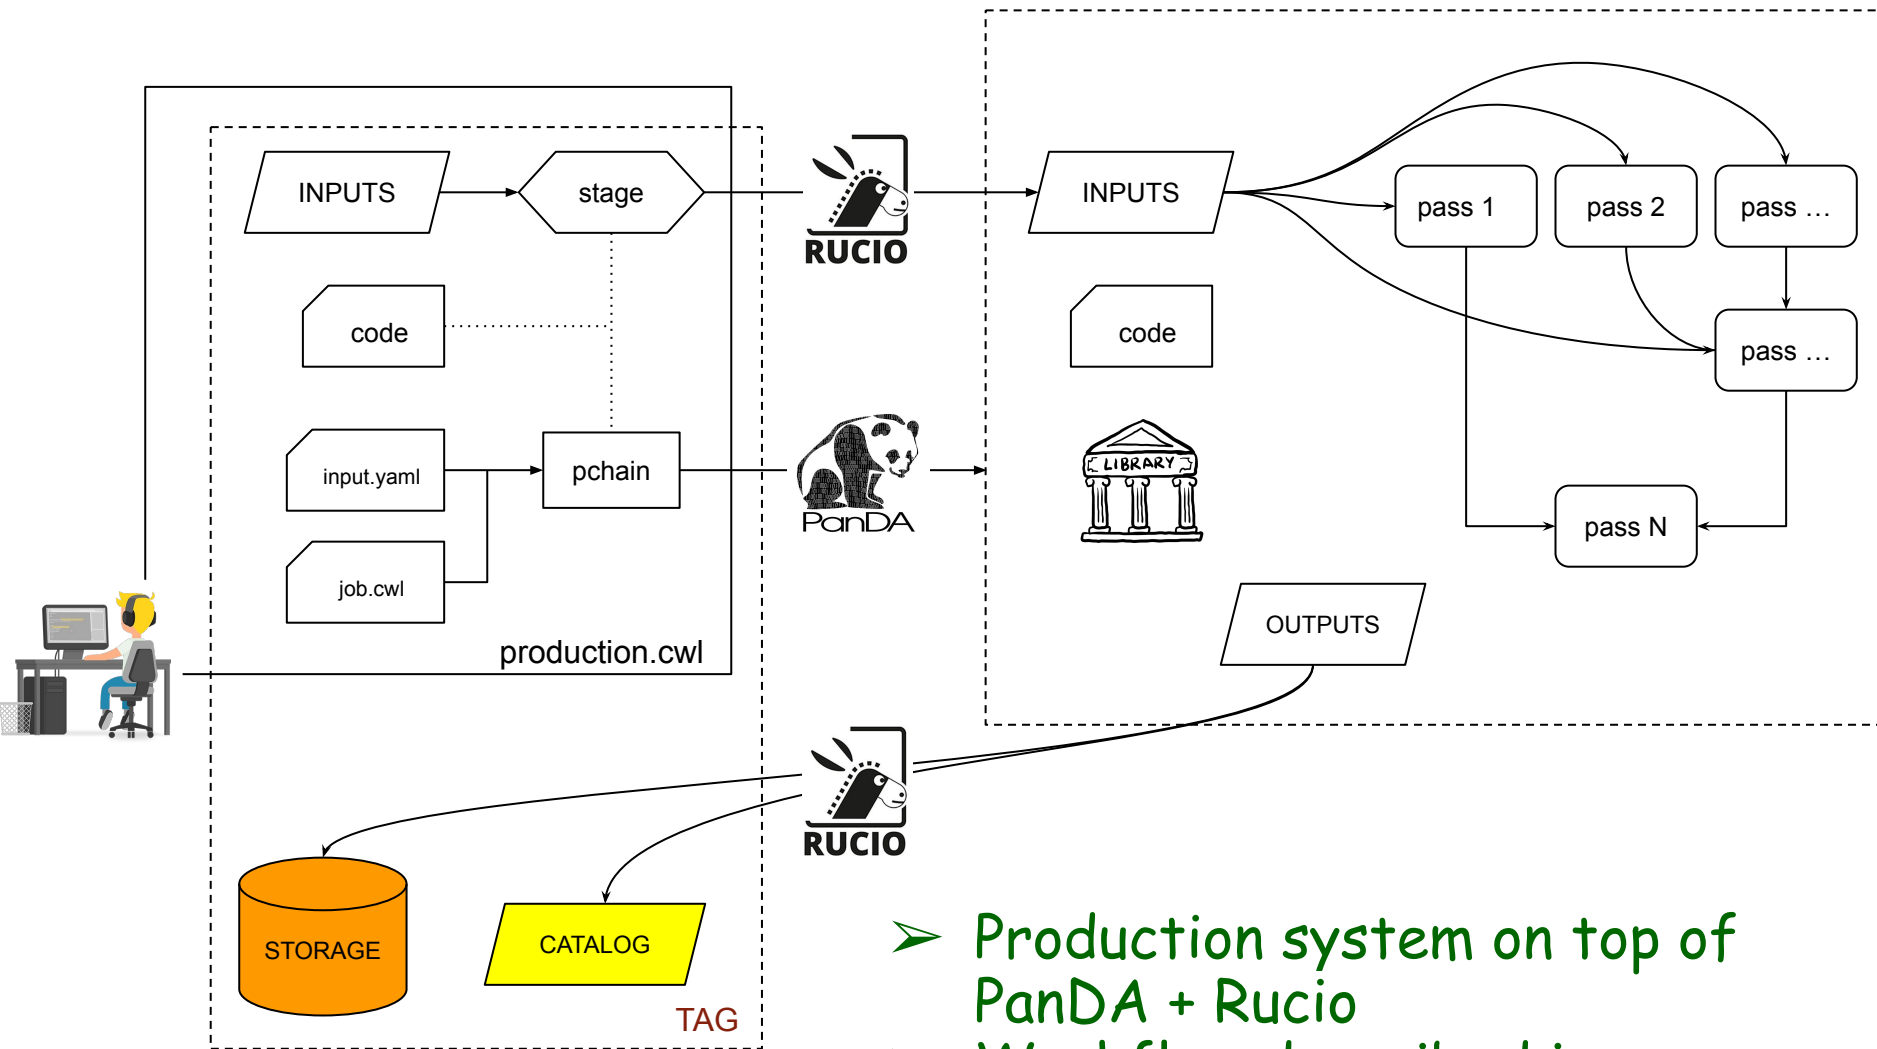 INPUTS
stage
RUCIO
INPUTS
pass 1
pass 2
pass …
code
code
pass …
input.yaml
pchain
PanDA
LIBRARY
pass N
job.cwl
production.cwl
OUTPUTS
RUCIO
STORAGE
CATALOG
TAG
➢ Production system on top of
PanDA + Rucio